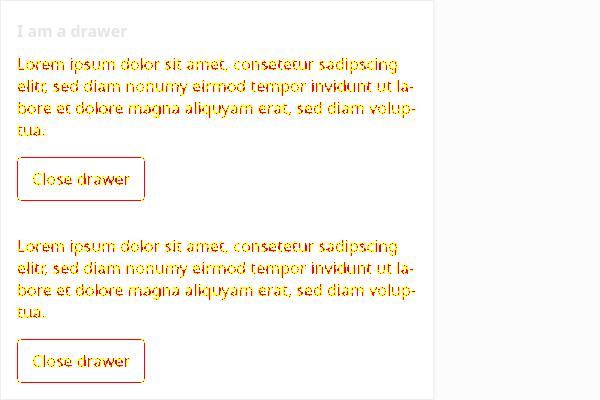 I am a drawer
Lorem ipsum dolor sit amet, consetetur sadipscing
elitr, sed diam nonumy eirmod tempor invidunt ut la-
bore et dolore magna aliquyam erat, sed diam volup-
tua.
Close drawer
Lorem ipsum dolor sit amet, consetetur sadipscing
elitr, sed diam nonumy eirmod tempor invidunt ut la-
bore et dolore magna aliquyam erat, sed diam volup-
tua.
Close drawer